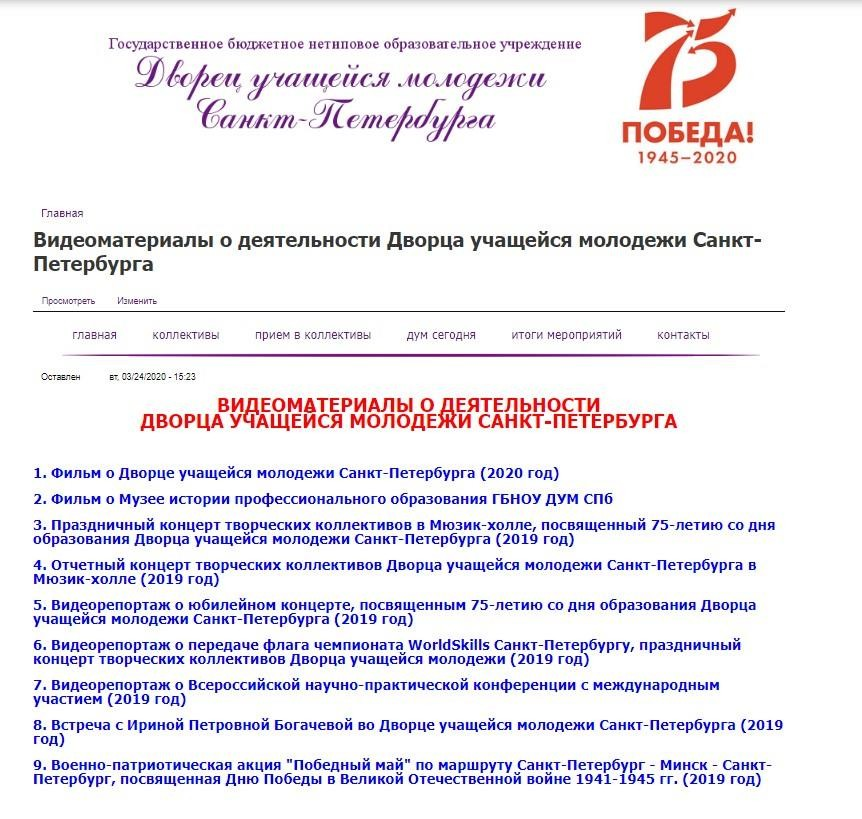 Государственное бюджетное нетиповое образовательное учреждение
Дворец учащейся молодежи
Санкт-Петербурга
75
ПОБЕДА!
1945–2020
Главная
Видеоматериалы о деятельности Дворца учащейся молодежи Санкт-
Петербурга
Просмотреть Изменить
главная коллективы прием в коллективы дум сегодня итоги мероприятий контакты
Оставлен вт, 03/24/2020 - 15:23
ВИДЕОМАТЕРИАЛЫ О ДЕЯТЕЛЬНОСТИ
ДВОРЦА УЧАЩЕЙСЯ МОЛОДЕЖИ САНКТ-ПЕТЕРБУРГА
1. Фильм о Дворце учащейся молодежи Санкт-Петербурга (2020 год)
2. Фильм о Музее истории профессионального образования ГБНОУ ДУМ СПб
3. Праздничный концерт творческих коллективов в Мюзик-холле, посвященный 75-летию со дня
образования Дворца учащейся молодежи Санкт-Петербурга (2019 год)
4. Отчетный концерт творческих коллективов Дворца учащейся молодежи Санкт-Петербурга в
Мюзик-холле (2019 год)
5. Видеорепортаж о юбилейном концерте, посвященным 75-летию со дня образования Дворца
учащейся молодежи Санкт-Петербурга (2019 год)
6. Видеорепортаж о передаче флага чемпионата WorldSkills Санкт-Петербургу, праздничный
концерт творческих коллективов Дворца учащейся молодежи (2019 год)
7. Видеорепортаж о Всероссийской научно-практической конференции с международным
участием (2019 год)
8. Встреча с Ириной Петровной Богачевой во Дворце учащейся молодежи Санкт-Петербурга (2019
год)
9. Военно-патриотическая акция "Победный май" по маршруту Санкт-Петербург - Минск - Санкт-
Петербург, посвященная Дню Победы в Великой Отечественной войне 1941-1945 гг. (2019 год)